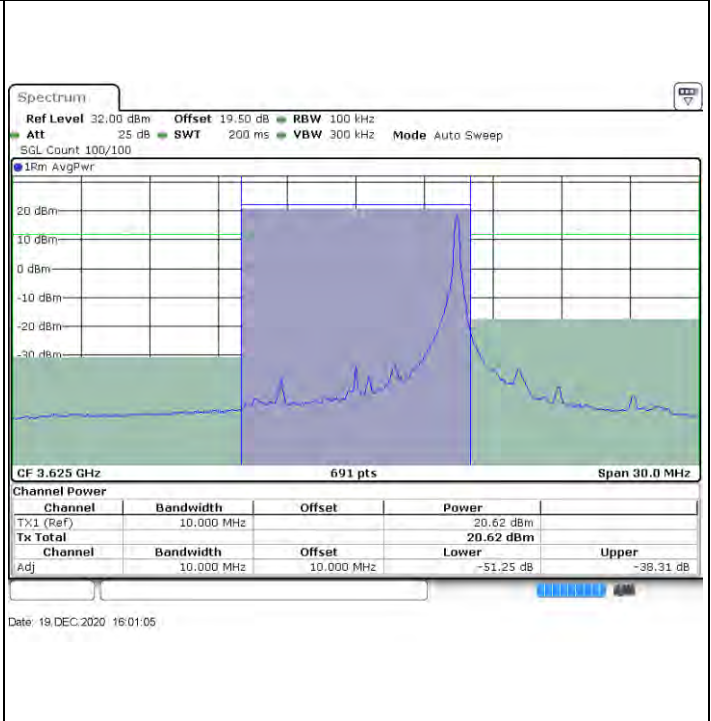 Spectrum
Ref Level 32.00 dBm Offset 19.50 dB RBW 100 kHz
Att 25 dB SWT 200 ms VBW 300 kHz Mode Auto Sweep
SGL Count 100/100
1Rm AvgPwr
20 dBm
10 dBm
0 dBm
-10 dBm
-20 dBm
-30 dBm
CF 3.625 GHz 691 pts Span 30.0 MHz
Channel Power
Channel Bandwidth Offset Power
TX1 (Ref) 10.000 MHz 20.62 dBm
Tx Total 20.62 dBm
Channel Bandwidth Offset Lower Upper
Adj 10.000 MHz 10.000 MHz -51.25 dB -38.31 dB
Date: 19.DEC.2020 16:01:05